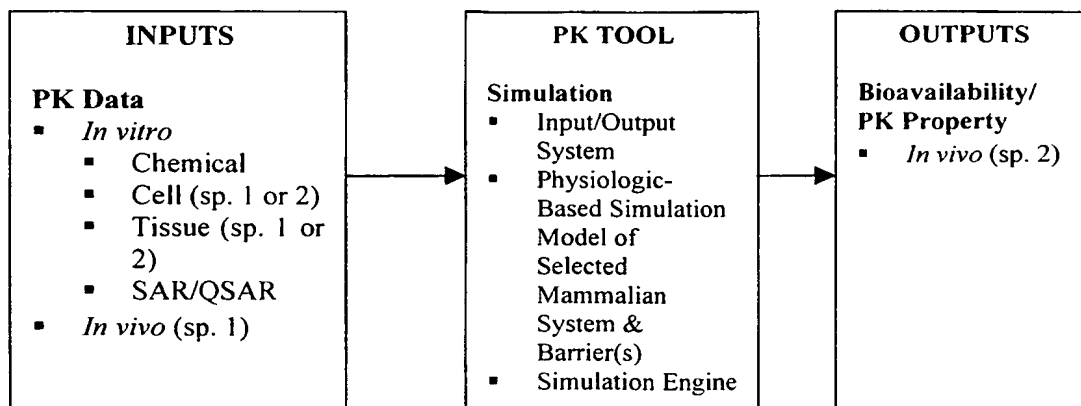 INPUTS
PK Data
▪ In vitro
▪ Chemical
▪ Cell (sp. 1 or 2)
▪ Tissue (sp. 1 or
2)
▪ SAR/QSAR
▪ In vivo (sp. 1)
PK TOOL
Simulation
▪ Input/Output
System
▪ Physiologic-
Based Simulation
Model of
Selected
Mammalian
System &
Barrier(s)
▪ Simulation Engine
OUTPUTS
Bioavailability/
PK Property
▪ In vivo (sp. 2)